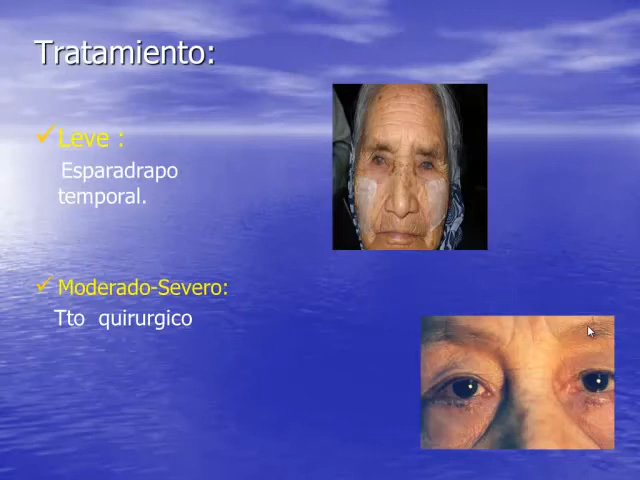 Tratamiento:
Leve :
Esparadrapo
temporal.
Moderado-Severo:
Tto quirurgico